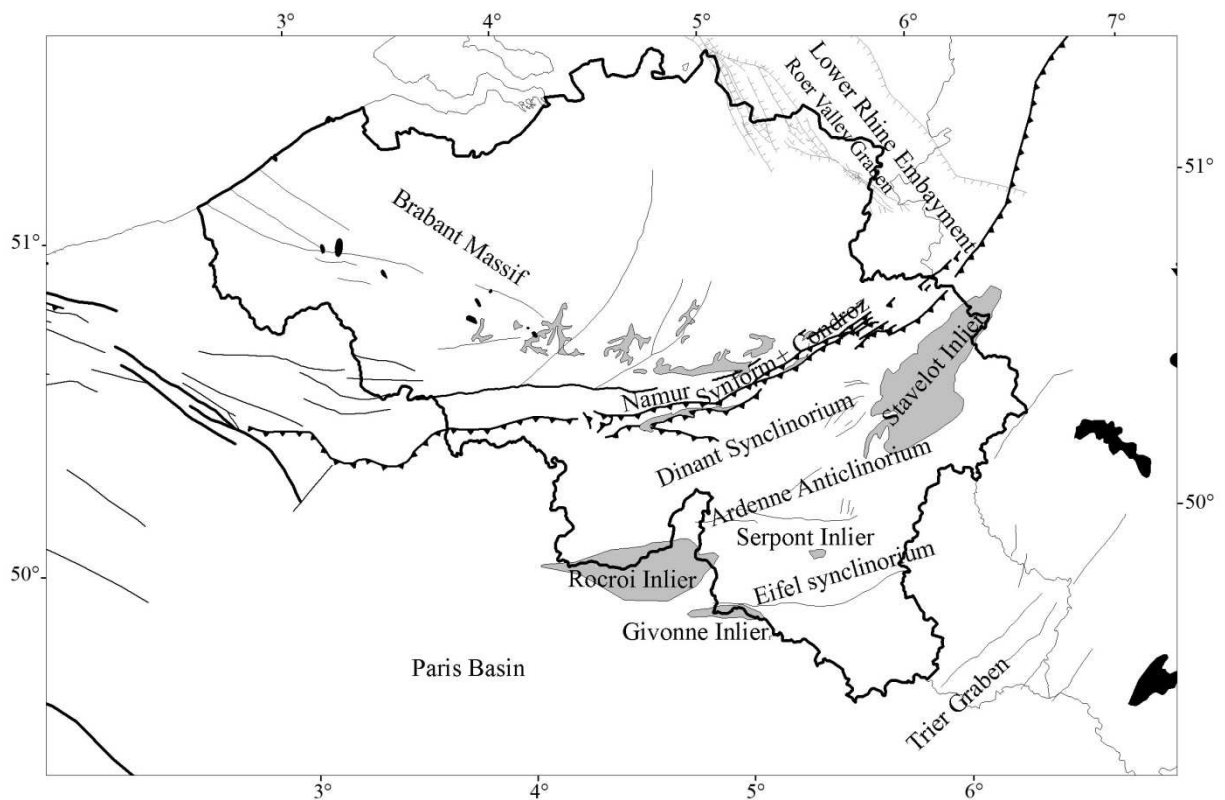 3°
4°
5°
6°
7°
Lower Rhine Embayment
Roer Valley Graben
51°
51°
Brabant Massif
Namur Synform+ Condroz
Stavelot Inlier
Dinant Synclinorium
Ardenne Anticlinorium
50°
Serpont Inlier
50°
Rocroi Inlier
Eifel synclinorium
Givonne Inlier
Paris Basin
Trier Graben
3°
4°
5°
6°